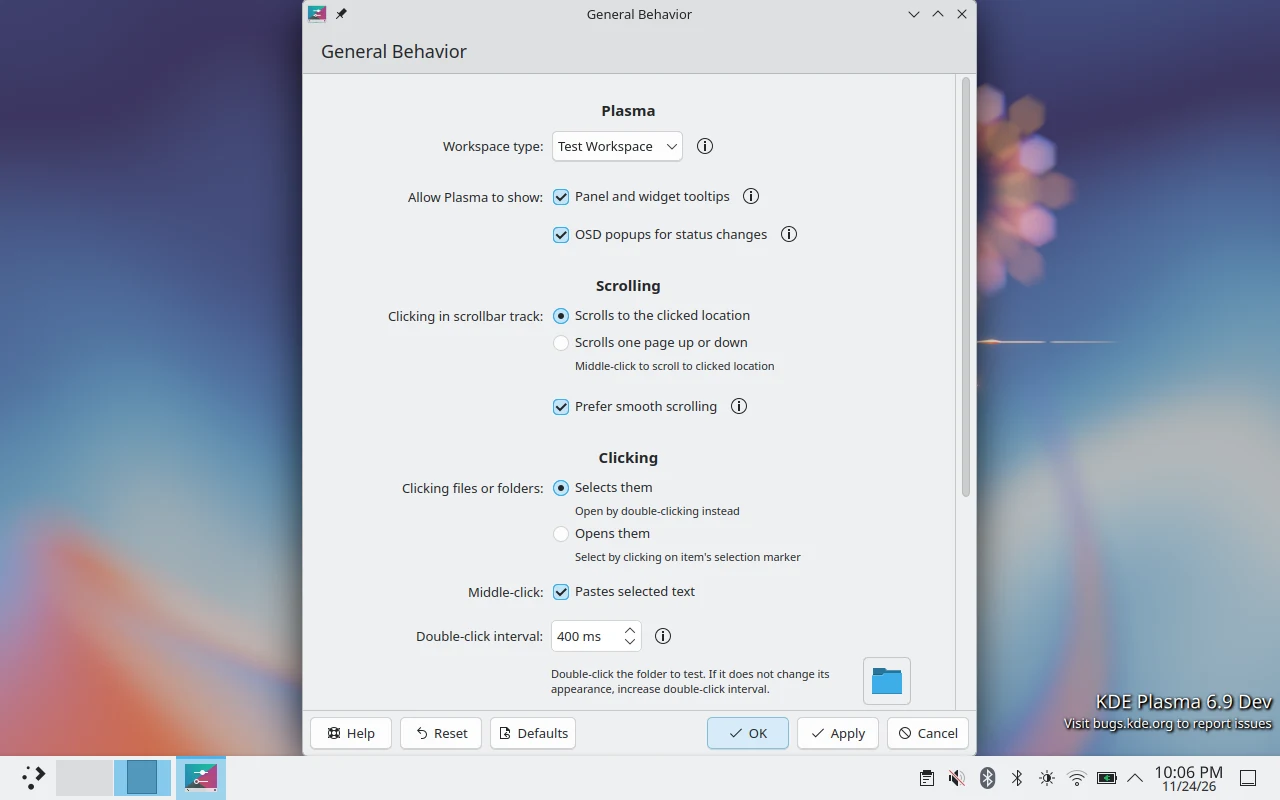 General Behavior
General Behavior
Plasma
Workspace type: Test Workspace
Allow Plasma to show: Panel and widget tooltips
OSD popups for status changes
Scrolling
Clicking in scrollbar track: Scrolls to the clicked location
Scrolls one page up or down
Middle-click to scroll to clicked location
Prefer smooth scrolling
Clicking
Clicking files or folders: Selects them
Open by double-clicking instead
Opens them
Select by clicking on item's selection marker
Middle-click: Pastes selected text
Double-click interval: 400 ms
Double-click the folder to test. If it does not change its
appearance, increase double-click interval.
Help Reset Defaults OK Apply Cancel
KDE Plasma 6.9 Dev
Visit bugs.kde.org to report issues
10:06 PM
11/24/26